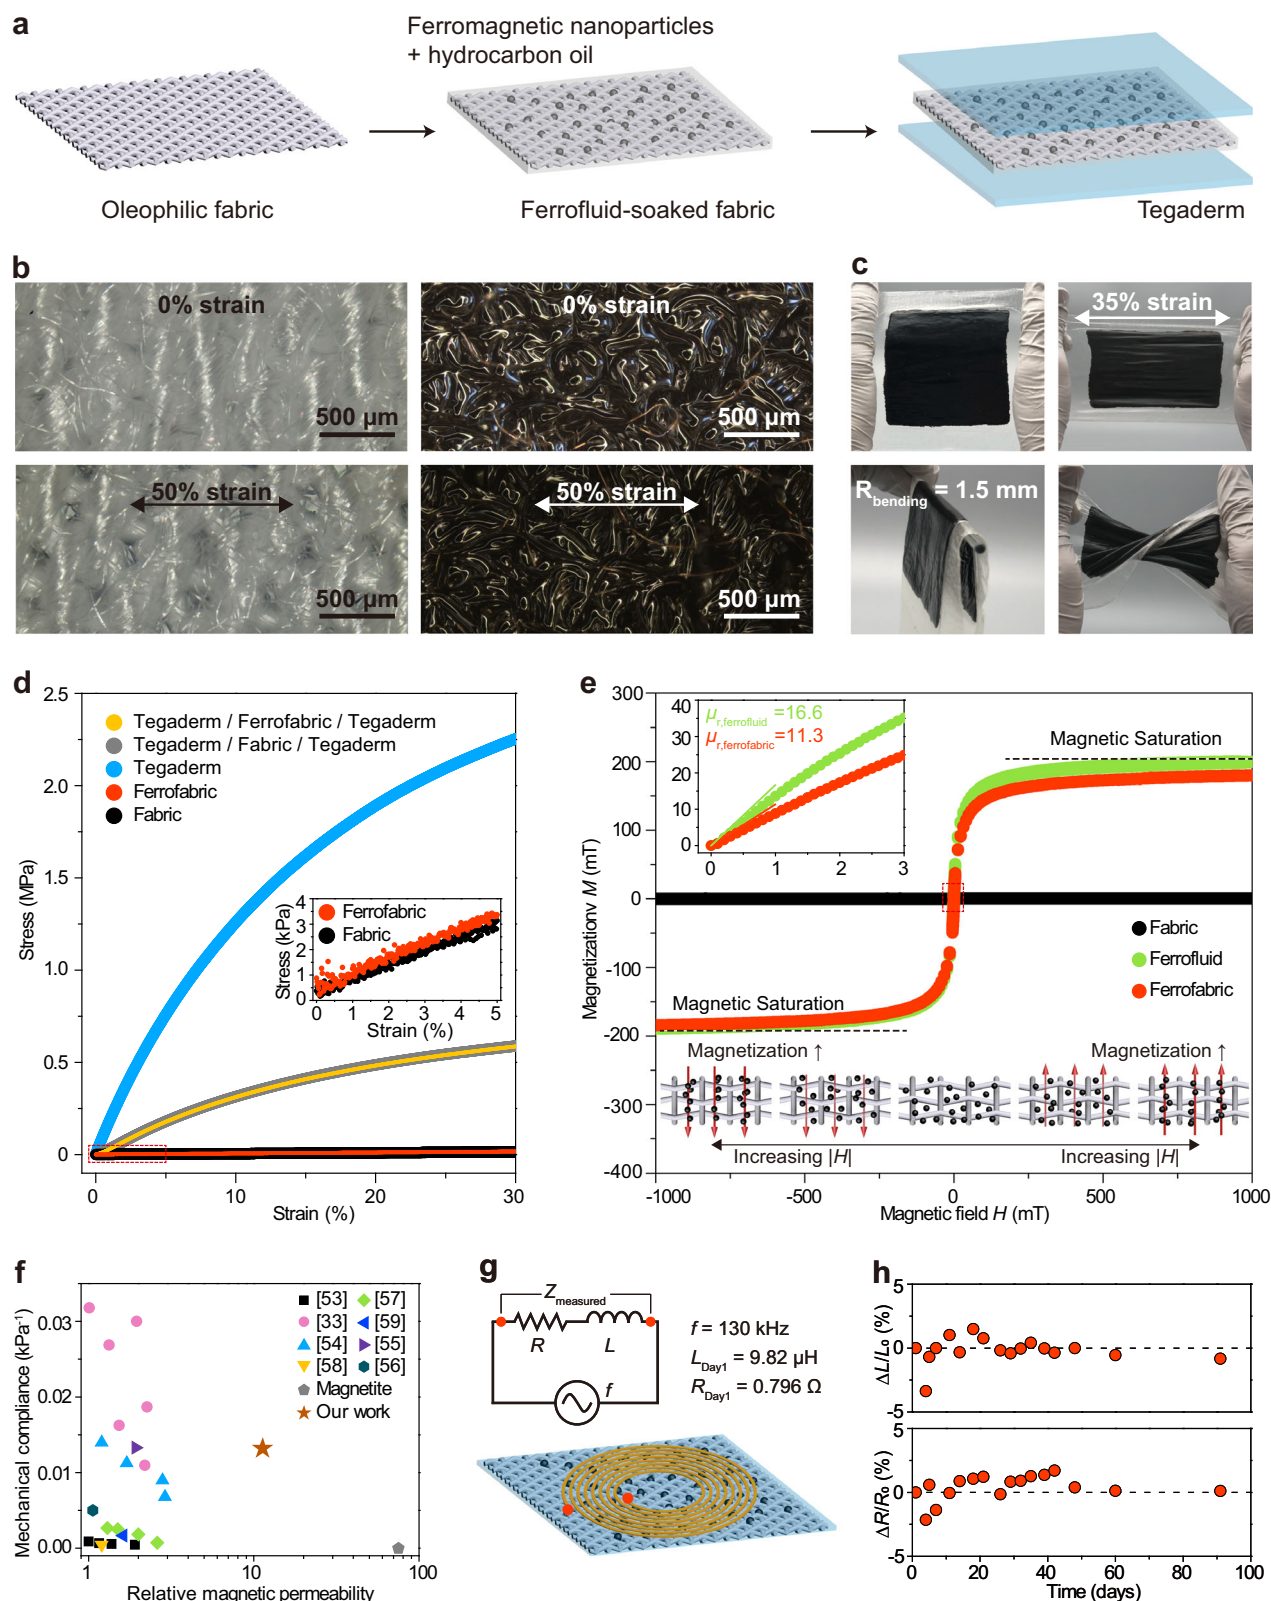 a
Ferromagnetic nanoparticles
+ hydrocarbon oil
Oleophilic fabric
Ferrofluid-soaked fabric
Tegaderm
b
0% strain
500 µm
0% strain
500 µm
50% strain
500 µm
50% strain
500 µm
c
35% strain
R_bending = 1.5 mm
d
2.5
2.0
1.5
1.0
0.5
0
Stress (MPa)
Tegaderm / Ferrofabric / Tegaderm
Tegaderm / Fabric / Tegaderm
Tegaderm
Ferrofabric
Fabric
4
3
2
1
0
Stress (kPa)
Ferrofabric
Fabric
0 1 2 3 4 5
Strain (%)
0 10 20 30
Strain (%)
e
300
200
100
0
-100
-200
-300
-400
Magnetizationv M (mT)
40
30
20
10
0
μr,ferrofluid =16.6
μr,ferrofabric =11.3
0 1 2 3
Magnetic Saturation
Fabric
Ferrofluid
Ferrofabric
Magnetic Saturation
Magnetization ↑
Magnetization ↑
Increasing |H|
Increasing |H|
-1000 -500 0 500 1000
Magnetic field H (mT)
f
0.03
0.02
0.01
0.00
Mechanical compliance (kPa⁻¹)
[53] [57]
[33] [59]
[54] [55]
[58] [56]
Magnetite
Our work
1 10 100
Relative magnetic permeability
g
Zmeasured
R L
f
f = 130 kHz
LDay1 = 9.82 µH
RDay1 = 0.796 Ω
h
5
0
-5
ΔL/L₀ (%)
5
0
-5
ΔR/R₀ (%)
0 20 40 60 80 100
Time (days)